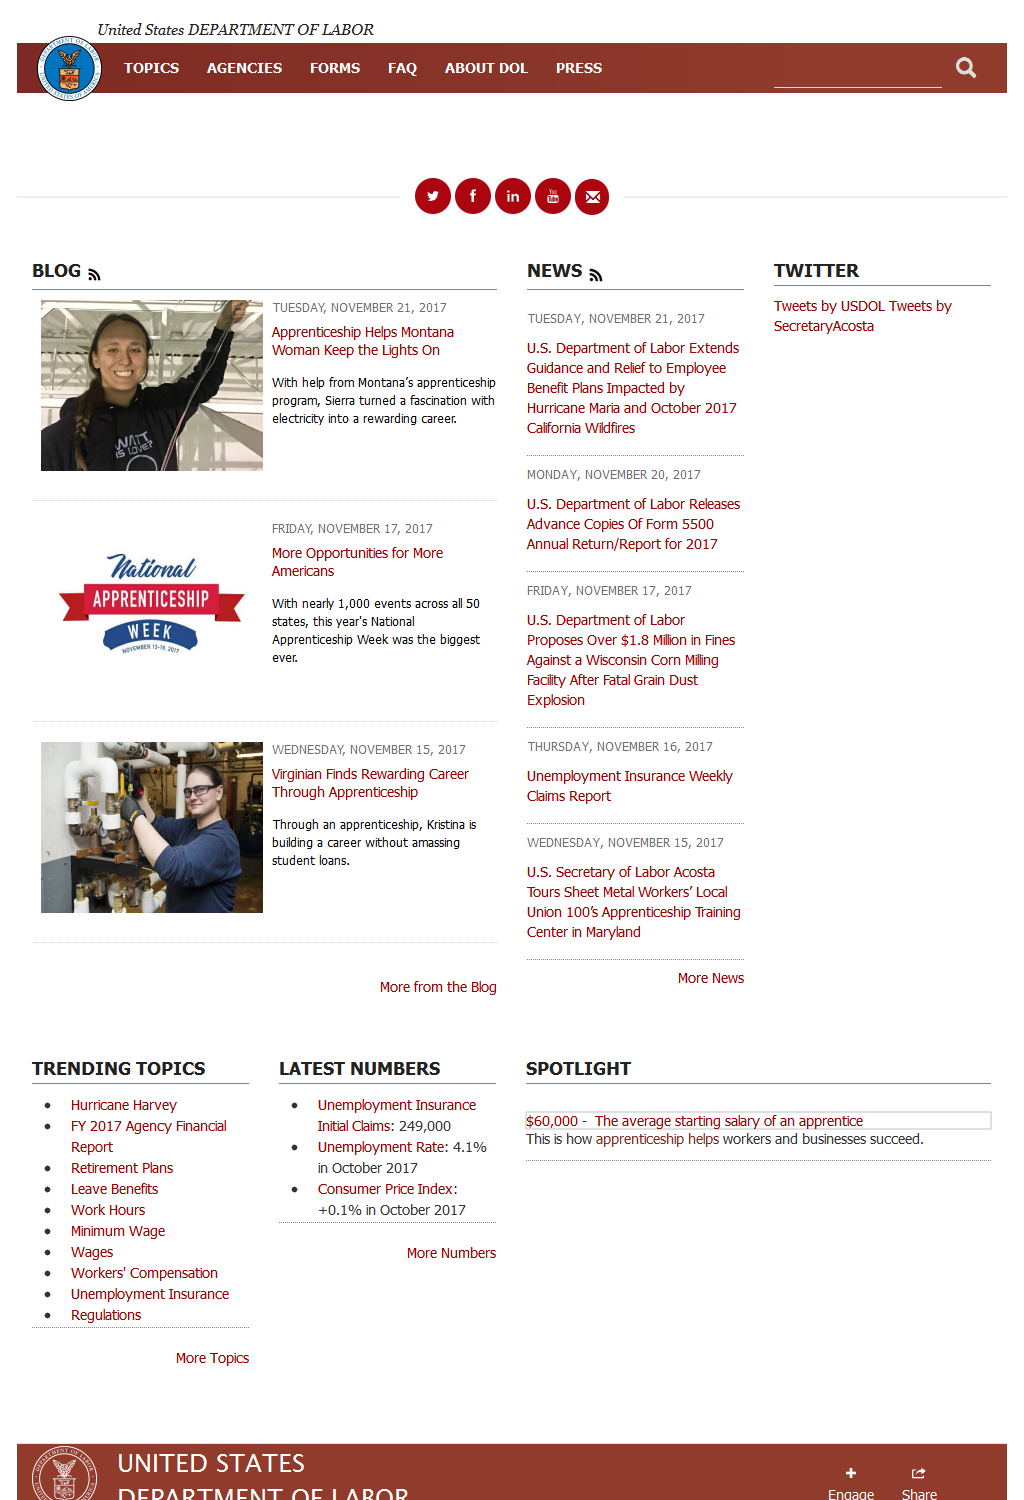 United States DEPARTMENT OF LABOR
TOPICS AGENCIES FORMS FAQ ABOUT DOL PRESS
You
Tube
BLOG
TUESDAY, NOVEMBER 21, 2017
Apprenticeship Helps Montana
Woman Keep the Lights On
With help from Montana’s apprenticeship
program, Sierra turned a fascination with
electricity into a rewarding career.
WATT
IS LOVE?
FRIDAY, NOVEMBER 17, 2017
More Opportunities for More
Americans
With nearly 1,000 events across all 50
states, this year's National
Apprenticeship Week was the biggest
ever.
National
APPRENTICESHIP
WEEK
NOVEMBER 13-19, 2017
WEDNESDAY, NOVEMBER 15, 2017
Virginian Finds Rewarding Career
Through Apprenticeship
Through an apprenticeship, Kristina is
building a career without amassing
student loans.
More from the Blog
NEWS
TUESDAY, NOVEMBER 21, 2017
U.S. Department of Labor Extends
Guidance and Relief to Employee
Benefit Plans Impacted by
Hurricane Maria and October 2017
California Wildfires
MONDAY, NOVEMBER 20, 2017
U.S. Department of Labor Releases
Advance Copies Of Form 5500
Annual Return/Report for 2017
FRIDAY, NOVEMBER 17, 2017
U.S. Department of Labor
Proposes Over $1.8 Million in Fines
Against a Wisconsin Corn Milling
Facility After Fatal Grain Dust
Explosion
THURSDAY, NOVEMBER 16, 2017
Unemployment Insurance Weekly
Claims Report
WEDNESDAY, NOVEMBER 15, 2017
U.S. Secretary of Labor Acosta
Tours Sheet Metal Workers’ Local
Union 100’s Apprenticeship Training
Center in Maryland
More News
TWITTER
Tweets by USDOL Tweets by
SecretaryAcosta
TRENDING TOPICS
Hurricane Harvey
FY 2017 Agency Financial
Report
Retirement Plans
Leave Benefits
Work Hours
Minimum Wage
Wages
Workers' Compensation
Unemployment Insurance
Regulations
More Topics
LATEST NUMBERS
Unemployment Insurance
Initial Claims: 249,000
Unemployment Rate: 4.1%
in October 2017
Consumer Price Index:
+0.1% in October 2017
More Numbers
SPOTLIGHT
$60,000 - The average starting salary of an apprentice
This is how apprenticeship helps workers and businesses succeed.
UNITED STATES
DEPARTMENT OF LABOR
Engage Share